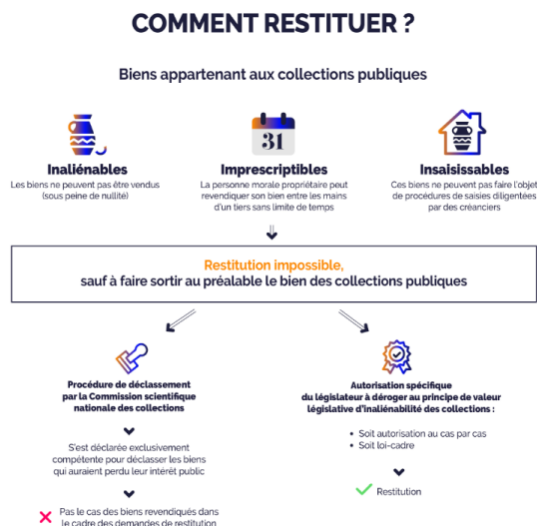 COMMENT RESTITUER ?
Biens appartenant aux collections publiques
Inaliénables
Les biens ne peuvent pas être vendus
(sous peine de nullité)
31
Imprescriptibles
La personne morale propriétaire peut
revendiquer son bien entre les mains
d'un tiers sans limite de temps
Insaisissables
Ces biens ne peuvent pas faire l'objet
de procédures de saisies diligentées
par des créanciers
Restitution impossible,
sauf à faire sortir au préalable le bien des collections publiques
Procédure de déclassement
par la Commission scientifique
nationale des collections
S'est déclarée exclusivement
compétente pour déclasser les biens
qui auraient perdu leur intérêt public
Pas le cas des biens revendiqués dans
le cadre des demandes de restitution
Autorisation spécifique
du législateur à déroger au principe de valeur
législative d'inaliénabilité des collections :
• Soit autorisation au cas par cas
• Soit loi-cadre
Restitution